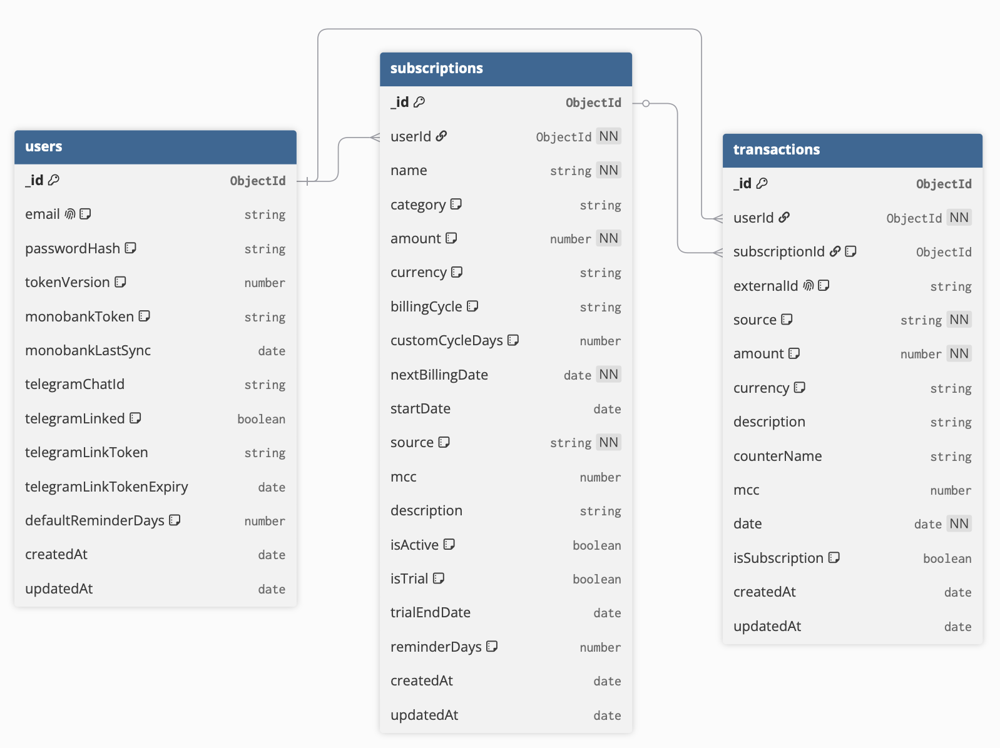 users
_id ObjectId
email string
passwordHash string
tokenVersion number
monobankToken string
monobankLastSync date
telegramChatId string
telegramLinked boolean
telegramLinkToken string
telegramLinkTokenExpiry date
defaultReminderDays number
createdAt date
updatedAt date
subscriptions
_id ObjectId
userId ObjectId NN
name string NN
category string
amount number NN
currency string
billingCycle string
customCycleDays number
nextBillingDate date NN
startDate date
source string NN
mcc number
description string
isActive boolean
isTrial boolean
trialEndDate date
reminderDays number
createdAt date
updatedAt date
transactions
_id ObjectId
userId ObjectId NN
subscriptionId ObjectId
externalId string
source string NN
amount number NN
currency string
description string
counterName string
mcc number
date date NN
isSubscription boolean
createdAt date
updatedAt date